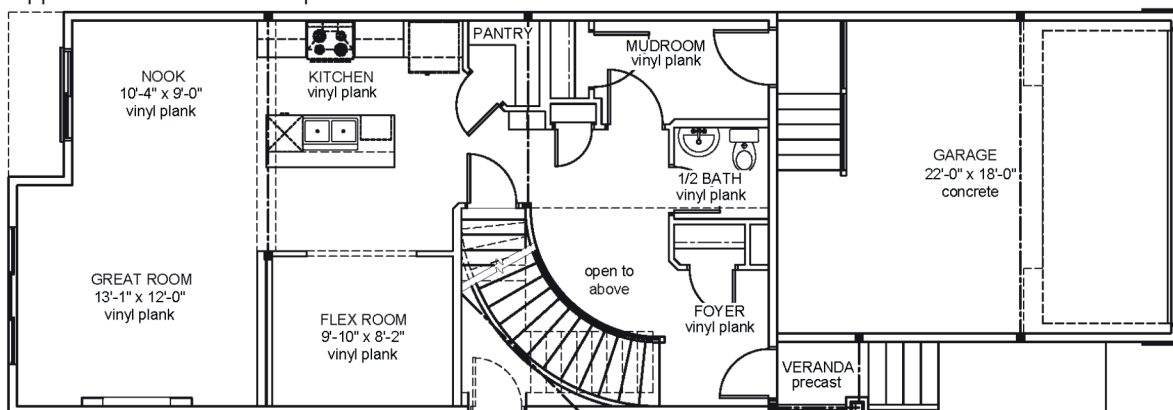 PANTRY
MUDROOM
vinyl plank
NOOK
10'-4" x 9'-0"
vinyl plank
KITCHEN
vinyl plank
GARAGE
22'-0" x 18'-0"
concrete
1/2 BATH
vinyl plank
GREAT ROOM
13'-1" x 12'-0"
vinyl plank
open to
above
FLEX ROOM
9'-10" x 8'-2"
vinyl plank
FOYER
vinyl plank
VERANDA
precast